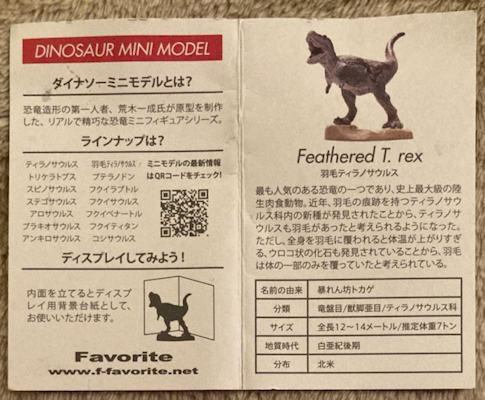 DINOSAUR MINI MODEL
ダイナソーミニモデルとは？
恐竜造形の第一人者、荒木一成氏が原型を制作
した、リアルで精巧な恐竜ミニフィギュアシリーズ。
ラインナップは？
ティラノサウルス 羽毛ティラノサウルス
トリケラトプス プテラノドン
スピノサウルス フクイラプトル
ステゴサウルス フクイサウルス
アロサウルス フクイベナートル
ブラキオサウルス フクイティタン
アンキロサウルス コシサウルス
ミニモデルの最新情報
はQRコードをチェック!
ディスプレイしてみよう！
内面を立てるとディスプ
レイ用背景台紙として、
お使いいただけます。
Favorite
www.f-favorite.net
Feathered T. rex
羽毛ティラノサウルス
最も人気のある恐竜の一つであり、史上最大級の陸
生肉食動物。近年、羽毛の痕跡を持つティラノサウ
ルス科内の新種が発見されたことから、ティラノサウ
ルスも羽毛があったと考えられるようになった。
ただし、全身を羽毛に覆われると体温が上がりすぎ
る、ウロコ状の化石も発見されていることから、羽毛
は体の一部のみを覆っていたと考えられている。
名前の由来 暴れん坊トカゲ
分類 竜盤目/獣脚亜目/ティラノサウルス科
サイズ 全長12〜14メートル/推定体重7トン
地質時代 白亜紀後期
分布 北米